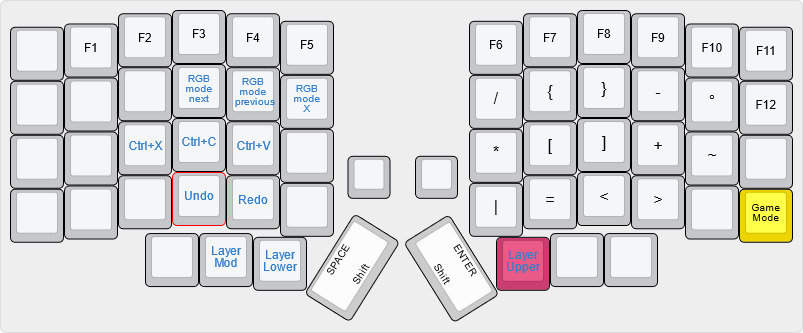 F1
F2
F3
F4
F5
F6
F7
F8
F9
F10
F11
RGB
mode
next
RGB
mode
previous
RGB
mode
X
/
{
}
-
°
F12
Ctrl+X
Ctrl+C
Ctrl+V
*
[
]
+
~
Undo
Redo
|
=
<
>
Game
Mode
Layer
Mod
Layer
Lower
SPACE
Shift
ENTER
Shift
Layer
Upper